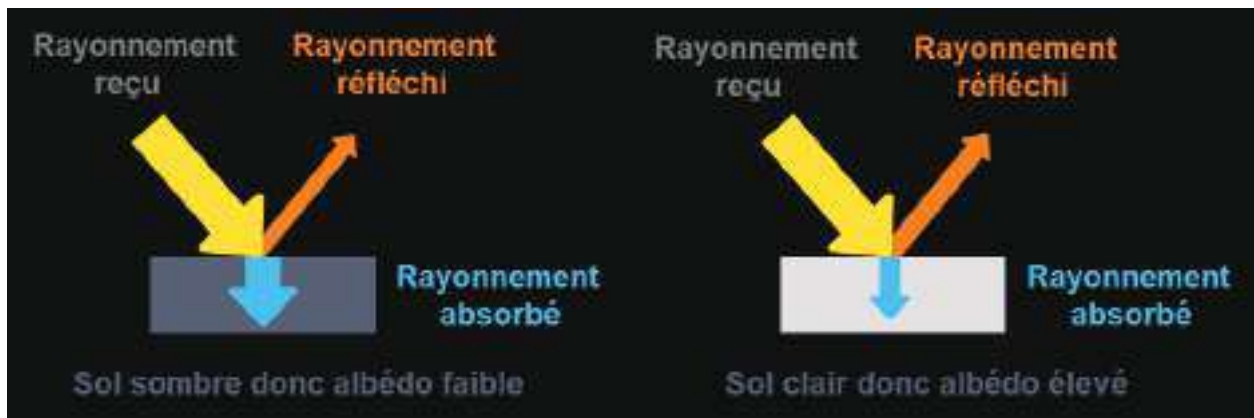 Rayonnement
reçu
Rayonnement
réfléchi
Rayonnement
absorbé
Sol sombre donc albédo faible
Rayonnement
reçu
Rayonnement
réfléchi
Rayonnement
absorbé
Sol clair donc albédo élevé